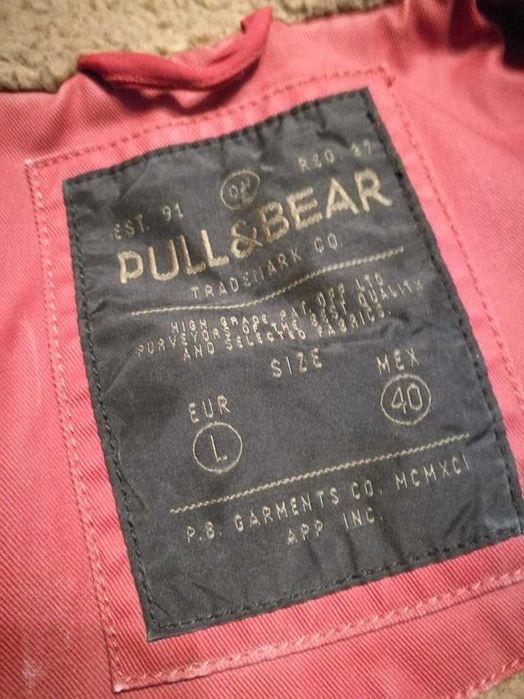 EST. 91
REG. 27
PULL&BEAR
TRADEMARK CO.
HIGH GRADE PAT OFF LTD
PURVEYORS OF THE BEST QUALITY
AND SELECTED FABRICS.
SIZE
EUR
MEX
L
40
P.B. GARMENTS CO. MCMXCI
APP INC.